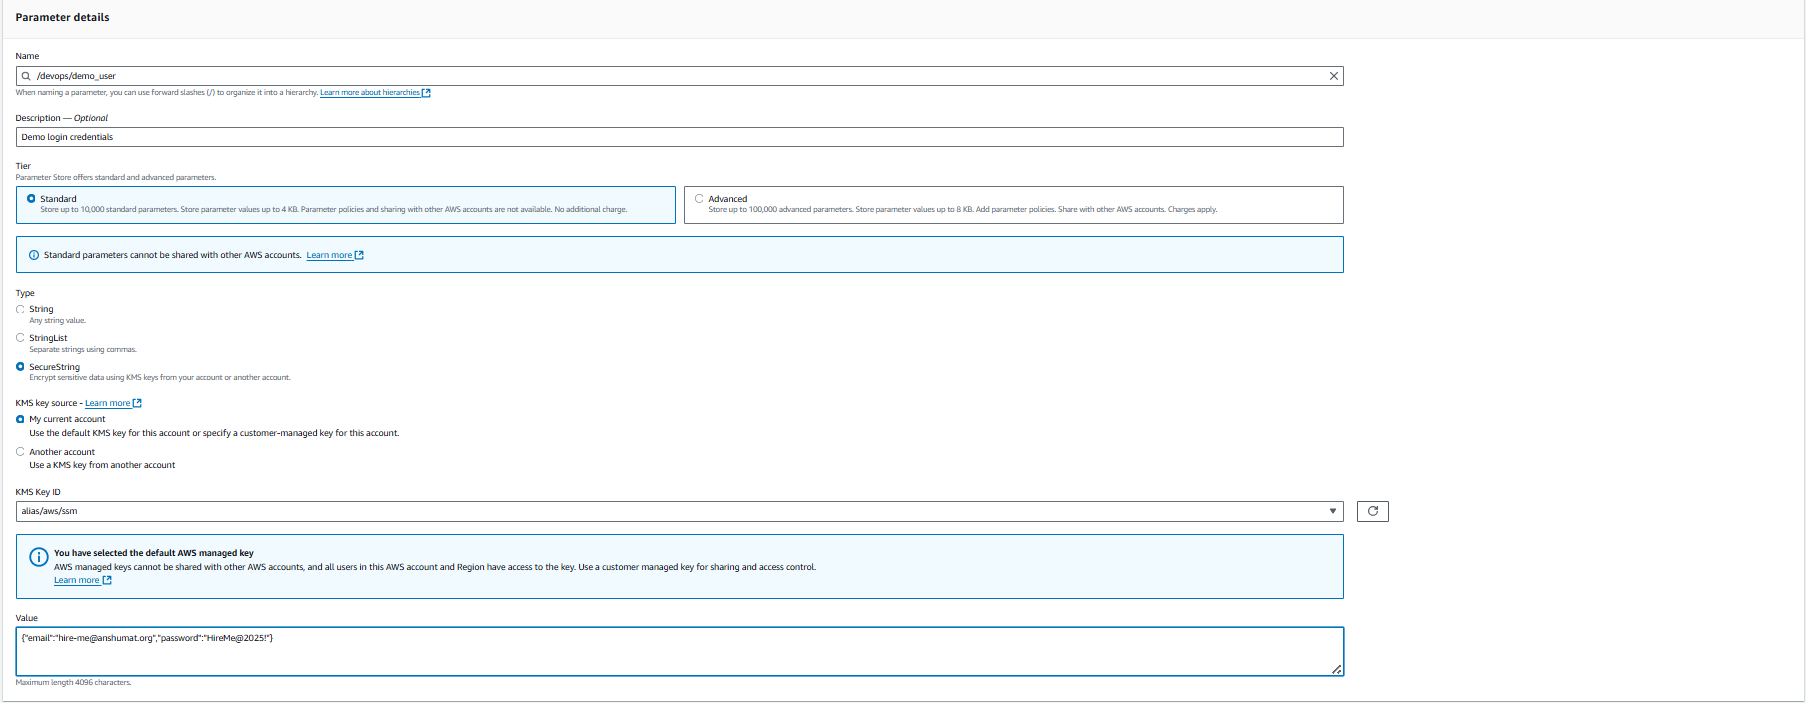 Parameter details
Name
/devops/demo_user
When naming a parameter, you can use forward slashes (/) to organize it into a hierarchy. Learn more about hierarchies
Description — Optional
Demo login credentials
Tier
Parameter Store offers standard and advanced parameters.
Standard
Store up to 10,000 standard parameters. Store parameter values up to 4 KB. Parameter policies and sharing with other AWS accounts are not available. No additional charge.
Advanced
Store up to 100,000 advanced parameters. Store parameter values up to 8 KB. Add parameter policies. Share with other AWS accounts. Charges apply.
Standard parameters cannot be shared with other AWS accounts. Learn more
Type
String
Any string value.
StringList
Separate strings using commas.
SecureString
Encrypt sensitive data using KMS keys from your account or another account.
KMS key source - Learn more
My current account
Use the default KMS key for this account or specify a customer-managed key for this account.
Another account
Use a KMS key from another account
KMS Key ID
alias/aws/ssm
You have selected the default AWS managed key
AWS managed keys cannot be shared with other AWS accounts, and all users in this AWS account and Region have access to the key. Use a customer managed key for sharing and access control.
Learn more
Value
{"email":"hire-me@anshumat.org","password":"HireMe@2025!"}
Maximum length 4096 characters.